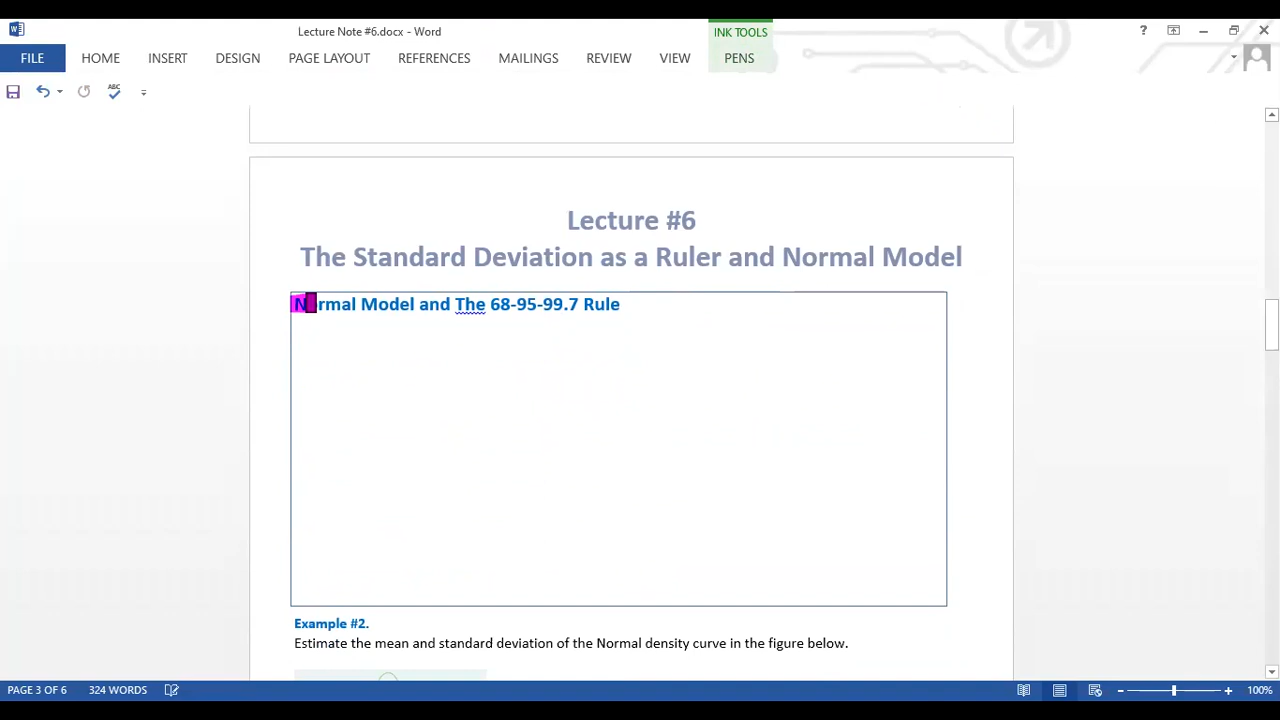 Lecture Note #6.docx - Word
INK TOOLS
?
FILE HOME INSERT DESIGN PAGE LAYOUT REFERENCES MAILINGS REVIEW VIEW PENS
ABC
Lecture #6
The Standard Deviation as a Ruler and Normal Model
Normal Model and The 68-95-99.7 Rule
Example #2.
Estimate the mean and standard deviation of the Normal density curve in the figure below.
PAGE 3 OF 6 324 WORDS 100%